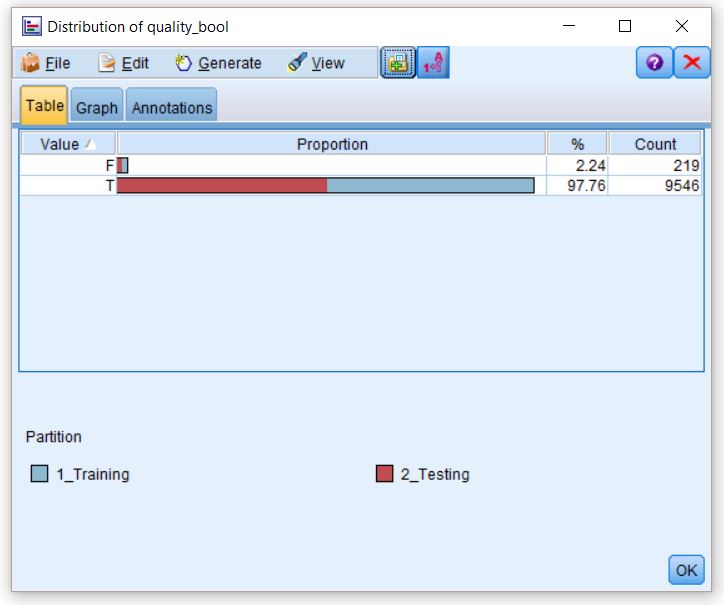 Distribution of quality_bool
File Edit Generate View
Table Graph Annotations
Value Proportion % Count
F 2.24 219
T 97.76 9546
Partition
1_Training 2_Testing
OK